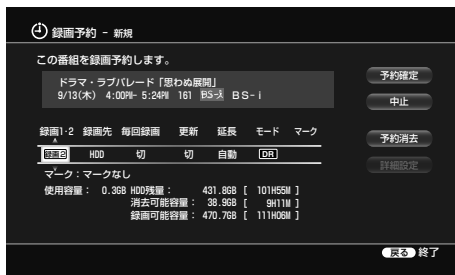 録画予約 − 新規
この番組を録画予約します。
ドラマ・ラブバレード「思わぬ展開」
9/13(木) 4:00PM− 5:24PM 161 BS-i BS−i
予約確定
中止
予約消去
詳細設定
録画1・2 録画先 毎回録画 更新 延長 モード マーク
録画2 HDD 切 切 自動 DR
マーク：マークなし
使用容量： 0.3GB HDD残量： 431.8GB [ 101H55M ]
消去可能容量： 38.9GB [ 9H11M ]
録画可能容量： 470.7GB [ 111H06M ]
戻る 終了